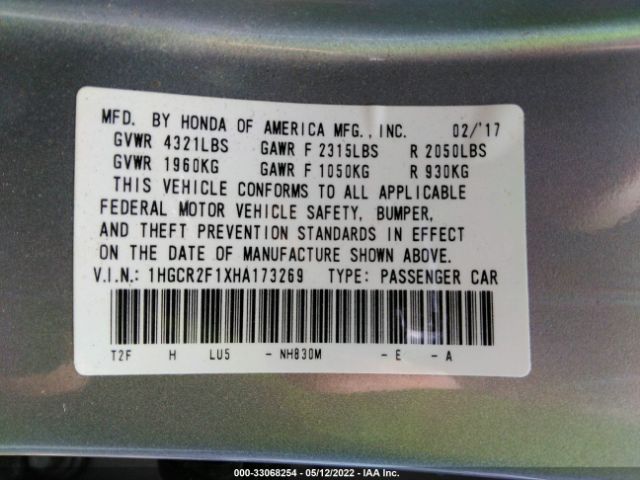 MFD. BY HONDA OF AMERICA MFG., INC. 02/'17
GVWR 4321LBS GAWR F 2315LBS R 2050LBS
GVWR 1960KG GAWR F 1050KG R 930KG
THIS VEHICLE CONFORMS TO ALL APPLICABLE
FEDERAL MOTOR VEHICLE SAFETY, BUMPER,
AND THEFT PREVENTION STANDARDS IN EFFECT
ON THE DATE OF MANUFACTURE SHOWN ABOVE.
V.I.N.: 1HGCR2F1XHA173269 TYPE: PASSENGER CAR
T2F H LU5 - NH830M - E - A
000-33068254 - 05/12/2022 - IAA Inc.